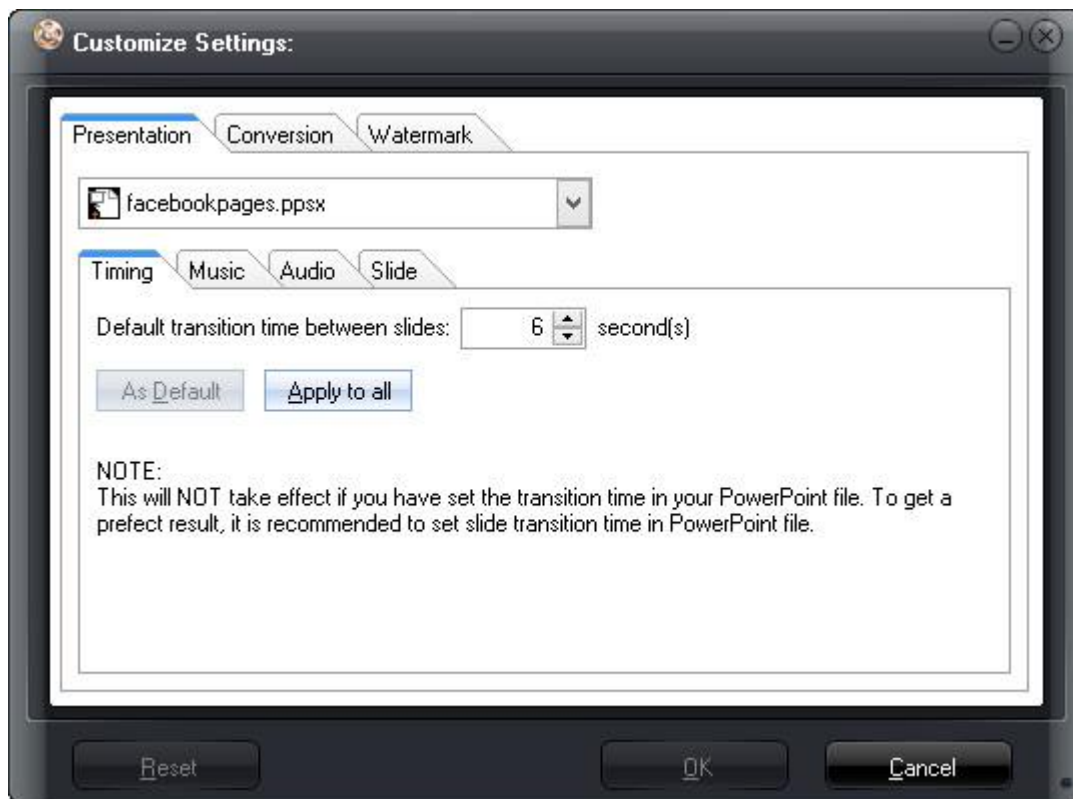 Customize Settings:
Presentation Conversion Watermark
facebookpages.ppsx
Timing Music Audio Slide
Default transition time between slides: 6 second(s)
As Default Apply to all
NOTE:
This will NOT take effect if you have set the transition time in your PowerPoint file. To get a
prefect result, it is recommended to set slide transition time in PowerPoint file.
Reset OK Cancel